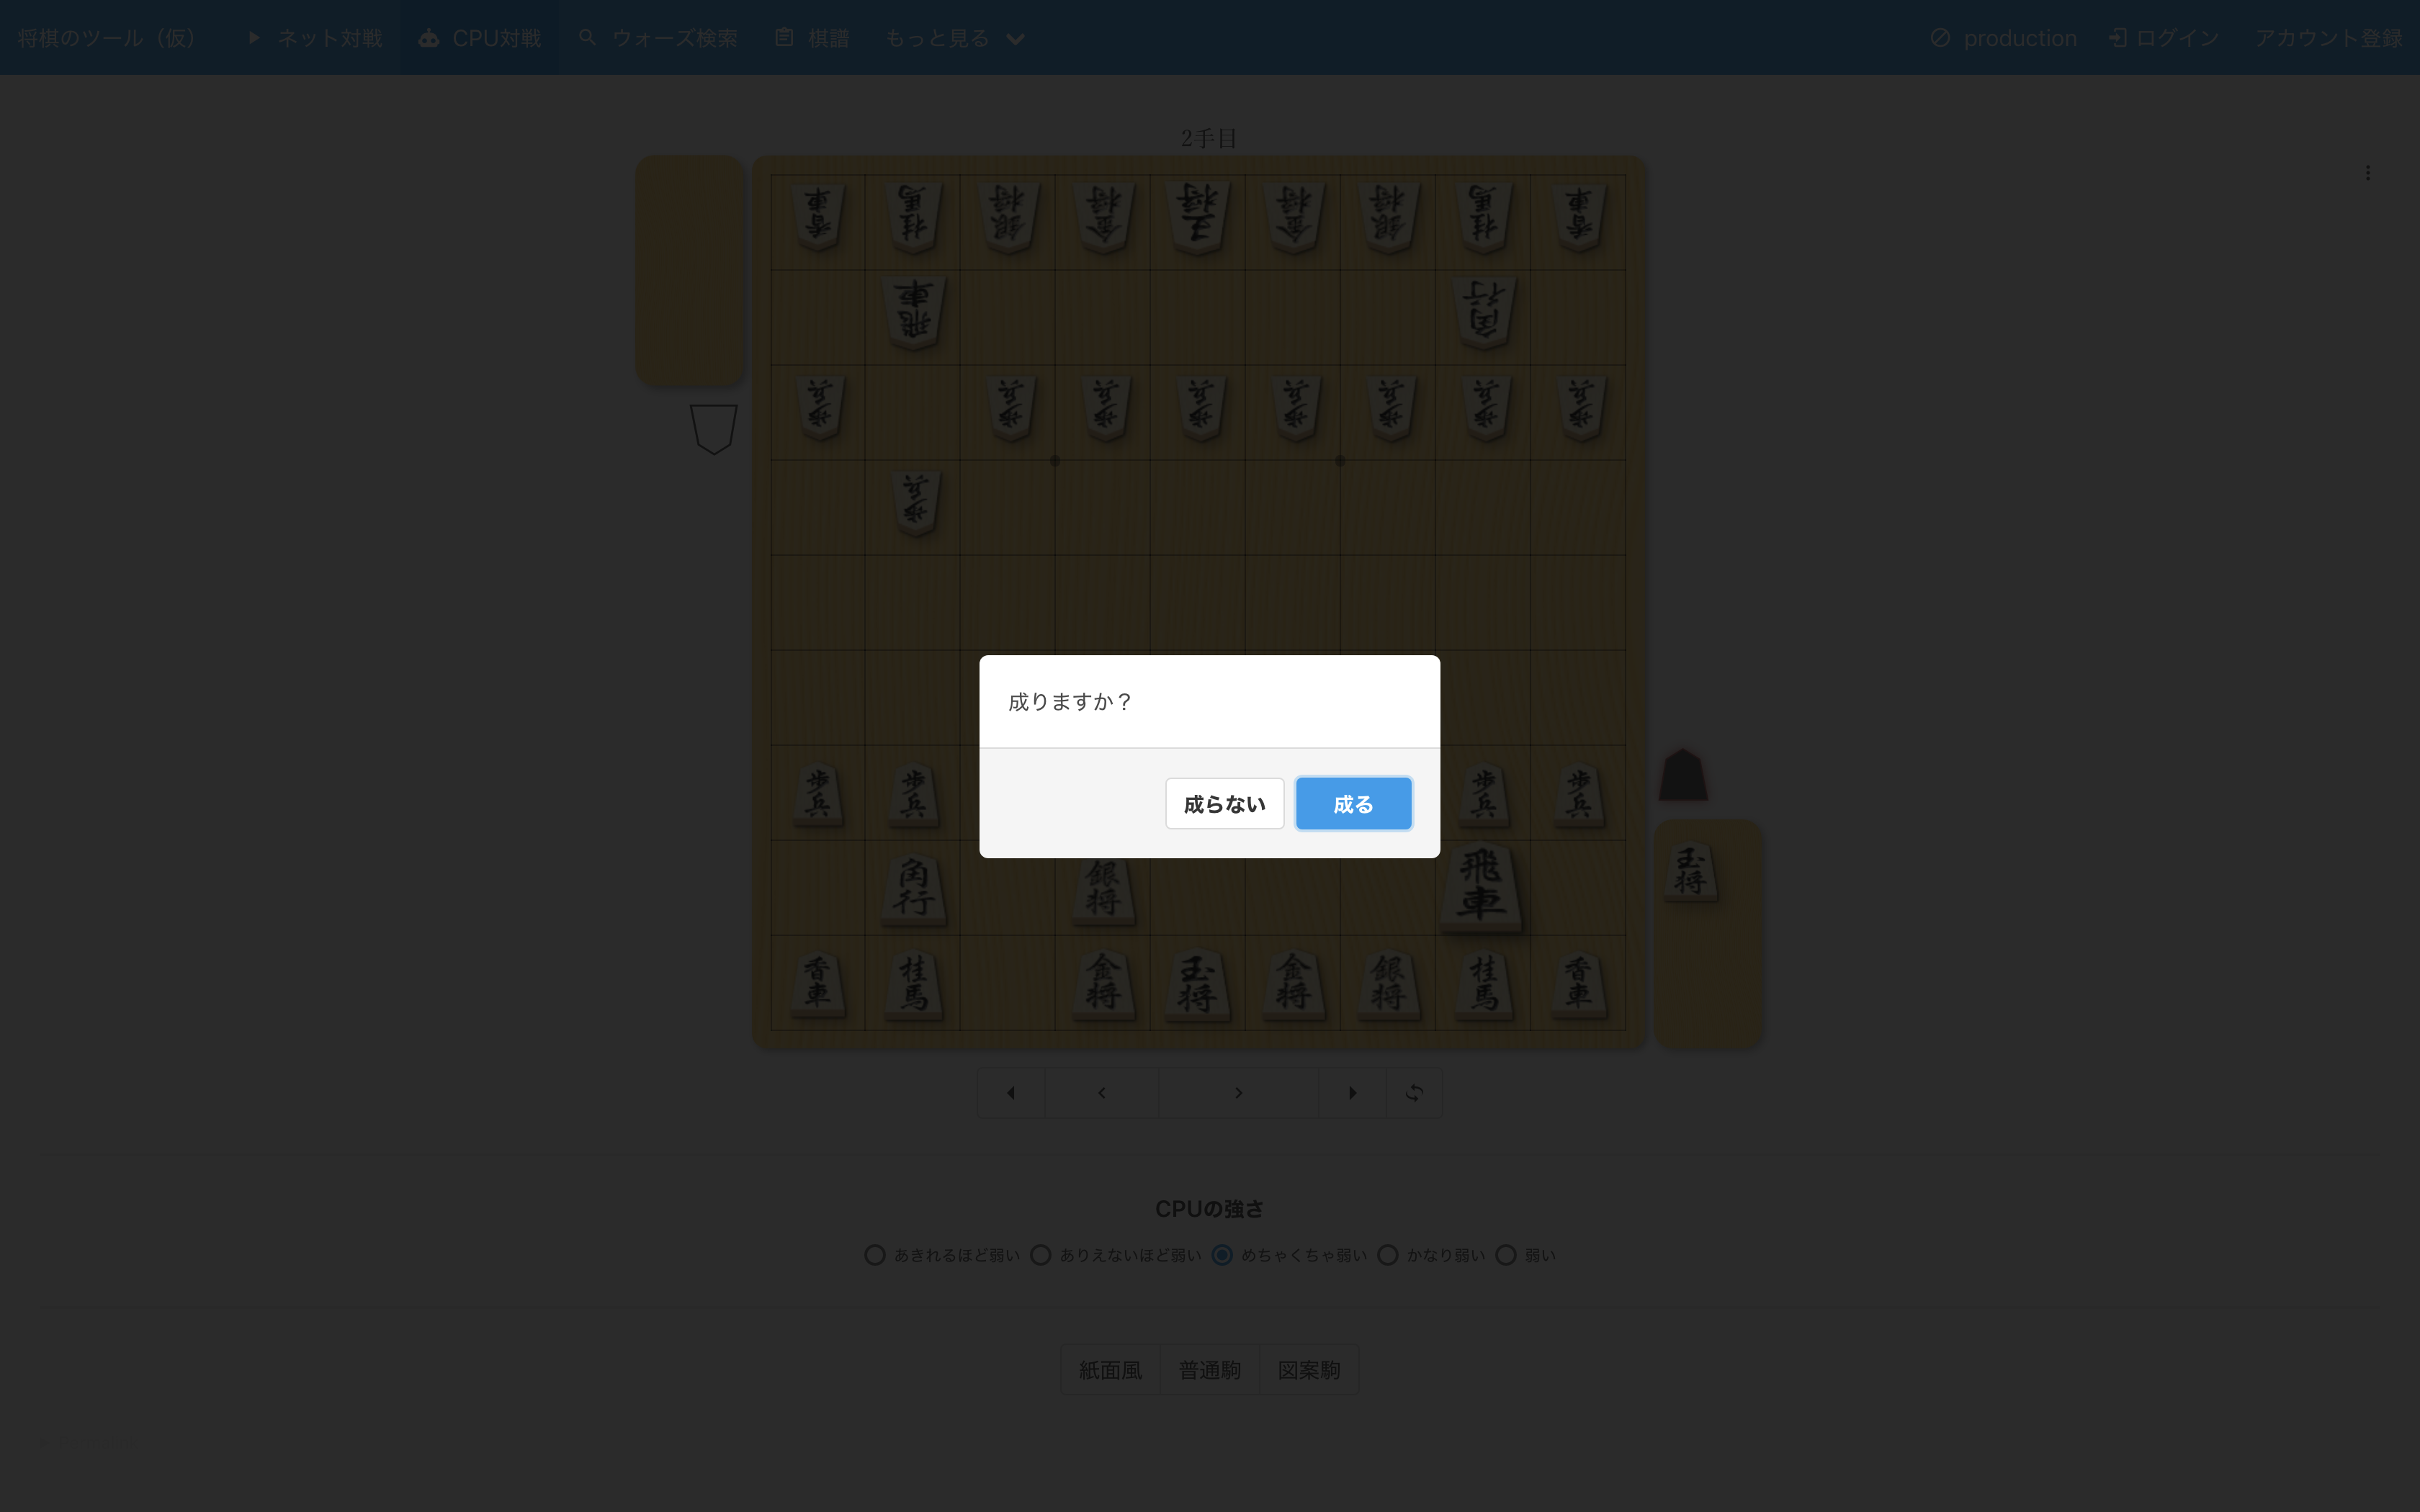 将棋のツール（仮） ネット対戦 CPU対戦 ウォーズ検索 棋譜 もっと見る production ログイン アカウント登録
2手目
香車 桂馬 銀将 金将 王将 金将 銀将 桂馬 香車
飛車 角行
歩兵 歩兵 歩兵 歩兵 歩兵 歩兵 歩兵 歩兵
歩兵
成りますか？
成らない 成る
歩兵 歩兵 歩兵 歩兵
角行 銀将 飛車 玉将
香車 桂馬 金将 玉将 金将 銀将 桂馬 香車
CPUの強さ
あきれるほど弱い ありえないほど弱い めちゃくちゃ弱い かなり弱い 弱い
紙面風 普通駒 図案駒